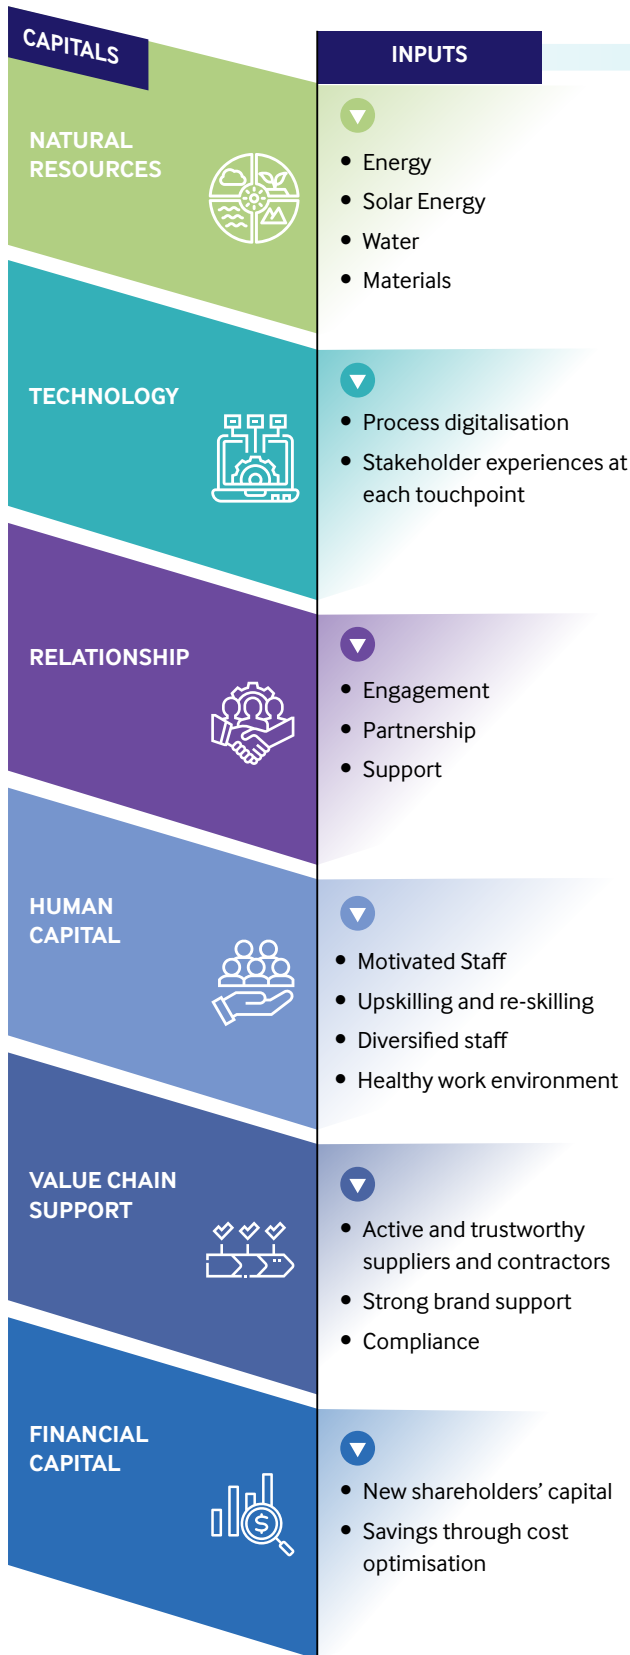 CAPITALS
INPUTS
NATURAL
RESOURCES
• Energy
• Solar Energy
• Water
• Materials
TECHNOLOGY
• Process digitalisation
• Stakeholder experiences at
each touchpoint
RELATIONSHIP
• Engagement
• Partnership
• Support
HUMAN
CAPITAL
• Motivated Staff
• Upskilling and re-skilling
• Diversified staff
• Healthy work environment
VALUE CHAIN
SUPPORT
• Active and trustworthy
suppliers and contractors
• Strong brand support
• Compliance
FINANCIAL
CAPITAL
$
• New shareholders’ capital
• Savings through cost
optimisation